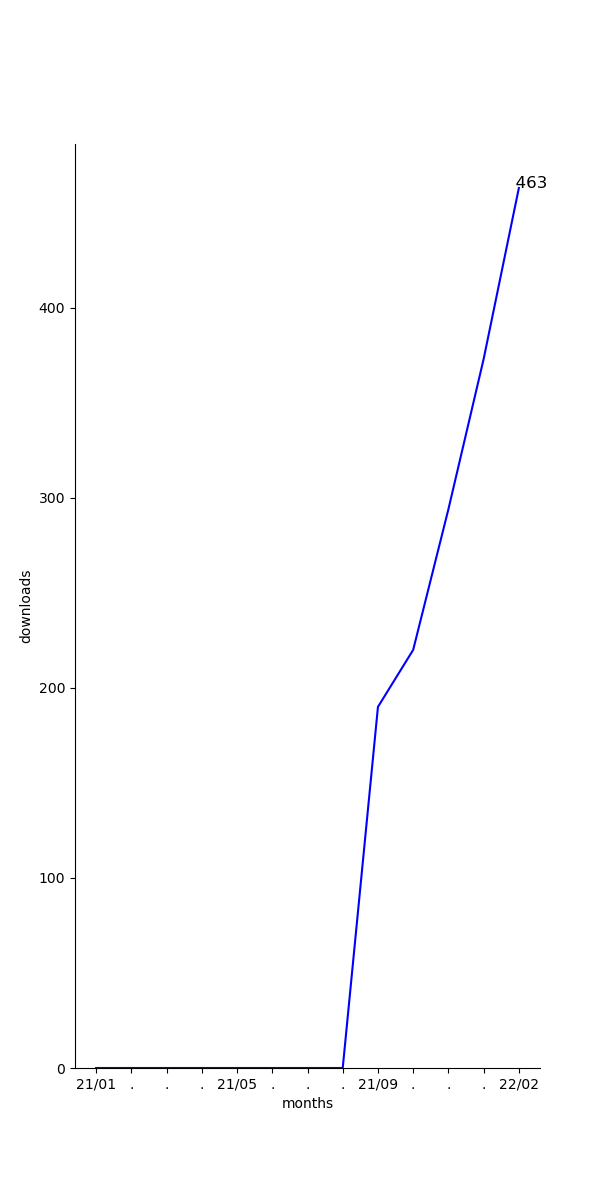 463
400
300
200
100
0
downloads
21/01 . . . 21/05 . . . 21/09 . . . 22/02
months